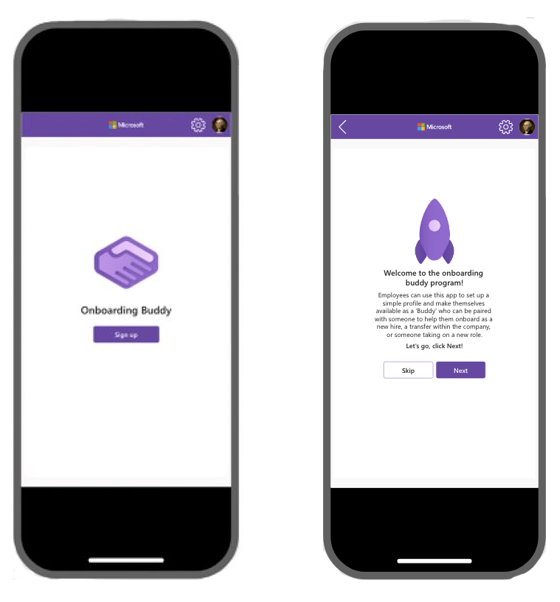 Microsoft
Onboarding Buddy
Sign up
Microsoft
Welcome to the onboarding
buddy program!
Employees can use this app to set up a
simple profile and make themselves
available as a 'Buddy' who can be paired
with someone to help them onboard as a
new hire, a transfer within the company,
or someone taking on a new role.
Let's go, click Next!
Skip
Next